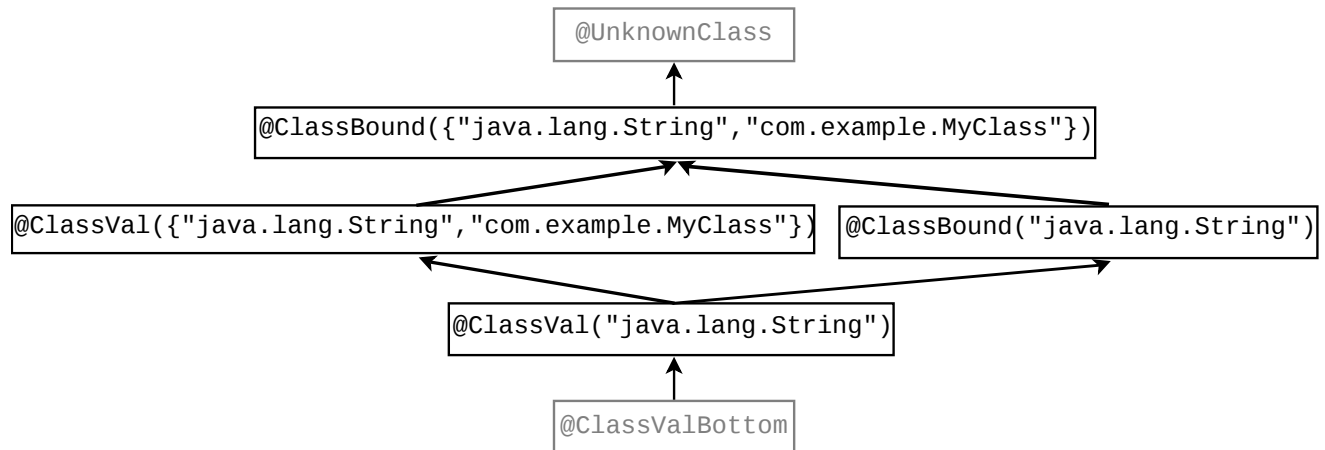 @UnknownClass
@ClassBound({"java.lang.String","com.example.MyClass"})
@ClassVal({"java.lang.String","com.example.MyClass"})
@ClassBound("java.lang.String")
@ClassVal("java.lang.String")
@ClassValBottom